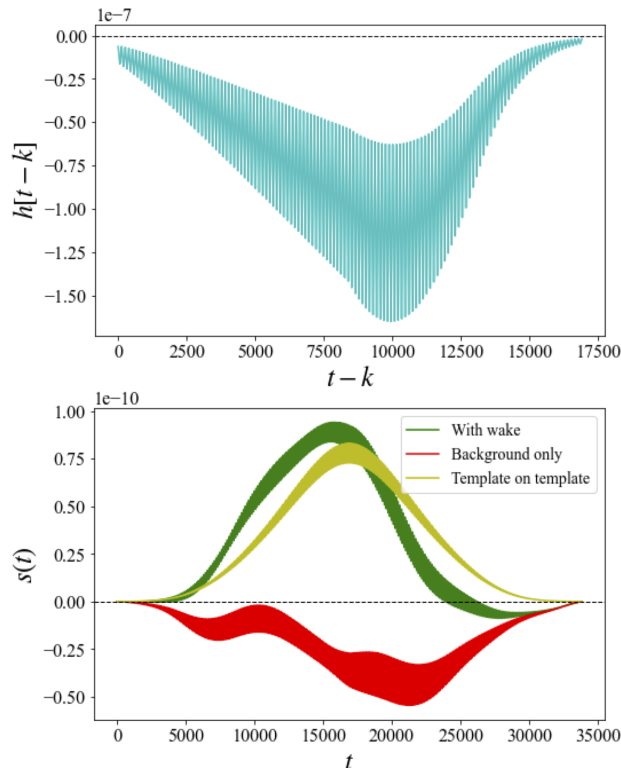 1e−7
0.00
−0.25
−0.50
−0.75
−1.00
−1.25
−1.50
h[t − k]
0 2500 5000 7500 10000 12500 15000 17500
t − k
1e−10
1.00
0.75
0.50
0.25
0.00
−0.25
−0.50
s(t)
With wake
Background only
Template on template
0 5000 10000 15000 20000 25000 30000 35000
t